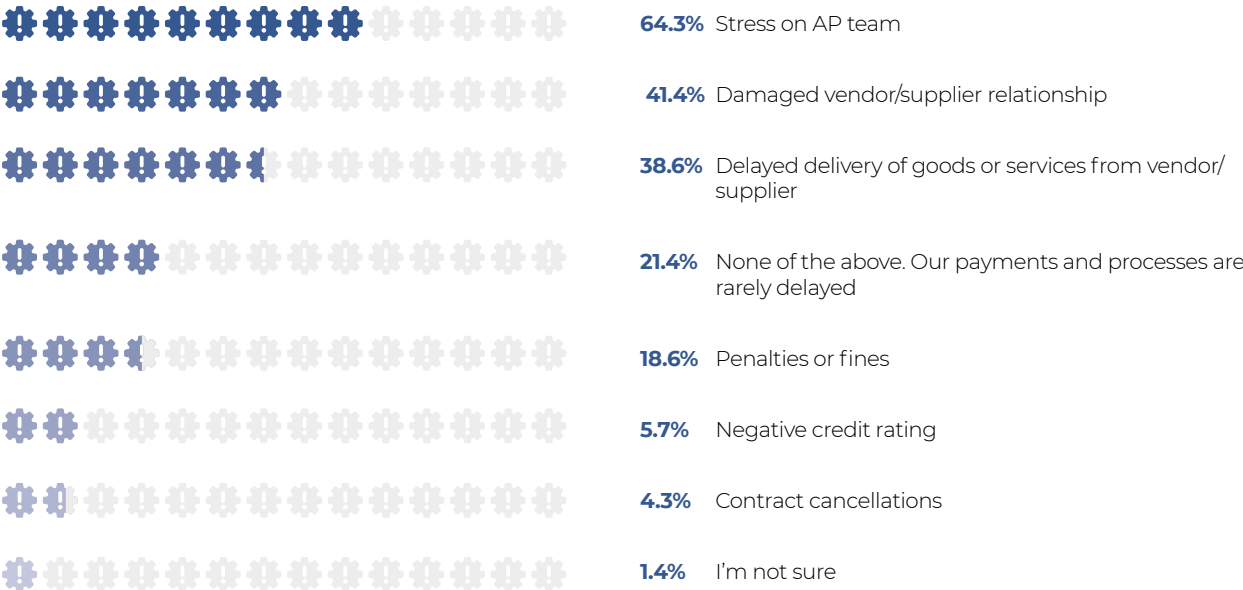 64.3% Stress on AP team
41.4% Damaged vendor/supplier relationship
38.6% Delayed delivery of goods or services from vendor/
supplier
21.4% None of the above. Our payments and processes are
rarely delayed
18.6% Penalties or fines
5.7% Negative credit rating
4.3% Contract cancellations
1.4% I'm not sure